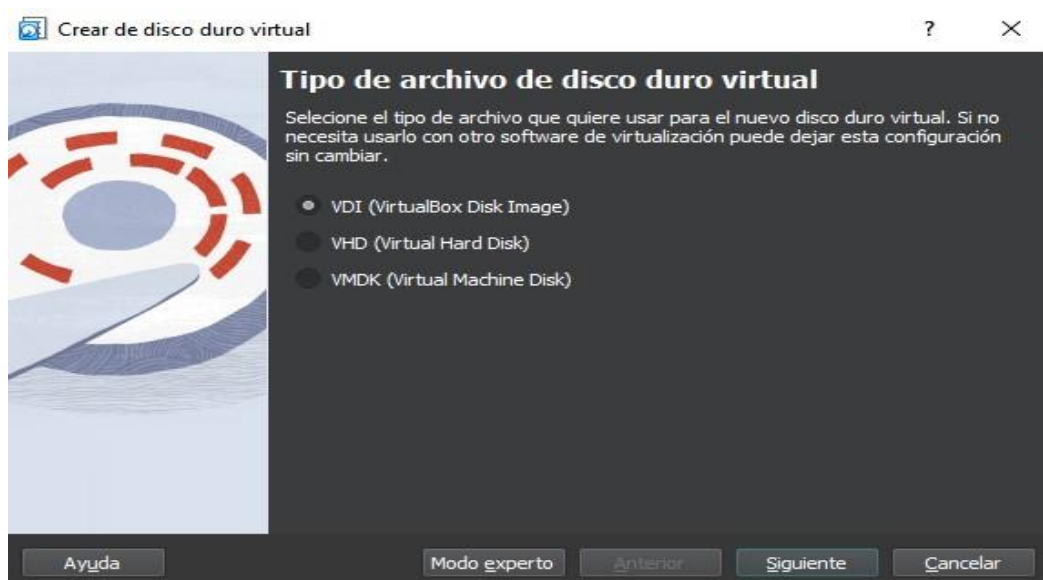 Crear de disco duro virtual
?
Tipo de archivo de disco duro virtual
Selecione el tipo de archivo que quiere usar para el nuevo disco duro virtual. Si no
necesita usarlo con otro software de virtualización puede dejar esta configuración
sin cambiar.
VDI (VirtualBox Disk Image)
VHD (Virtual Hard Disk)
VMDK (Virtual Machine Disk)
Ayuda
Modo experto
Anterior
Siguiente
Cancelar